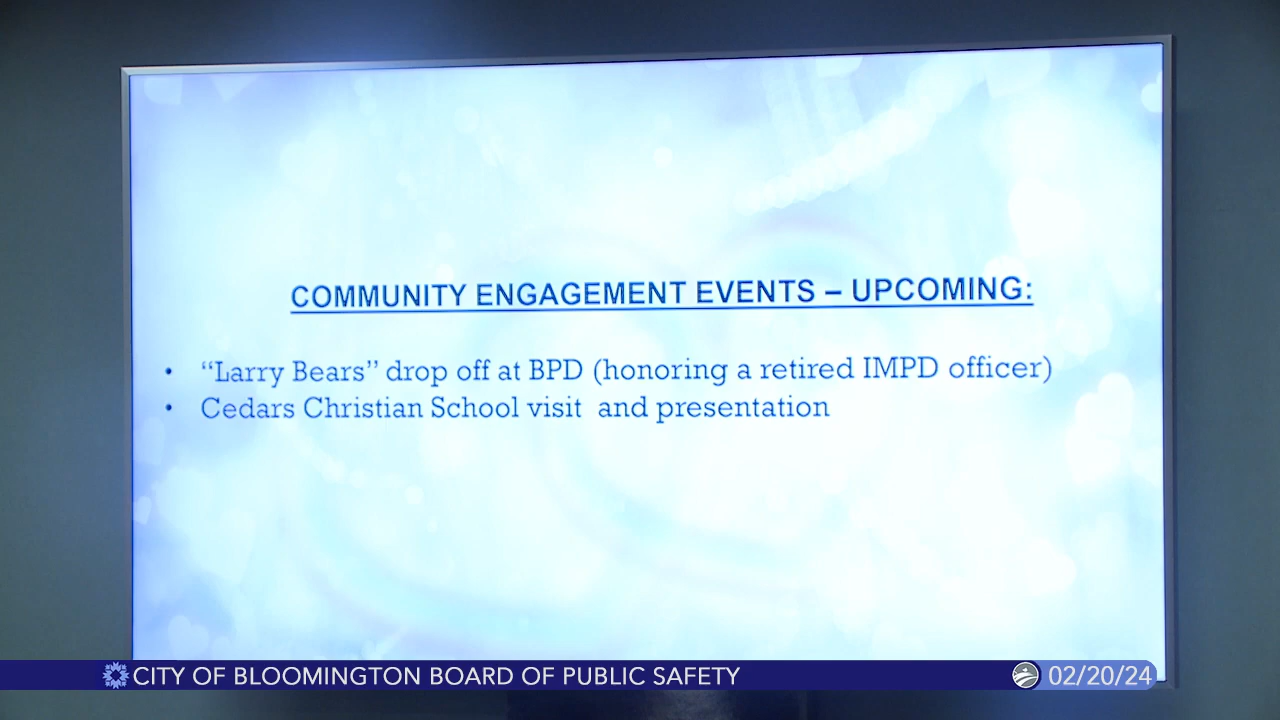 COMMUNITY ENGAGEMENT EVENTS – UPCOMING:
• “Larry Bears” drop off at BPD (honoring a retired IMPD officer)
• Cedars Christian School visit and presentation
CITY OF BLOOMINGTON BOARD OF PUBLIC SAFETY
02/20/24